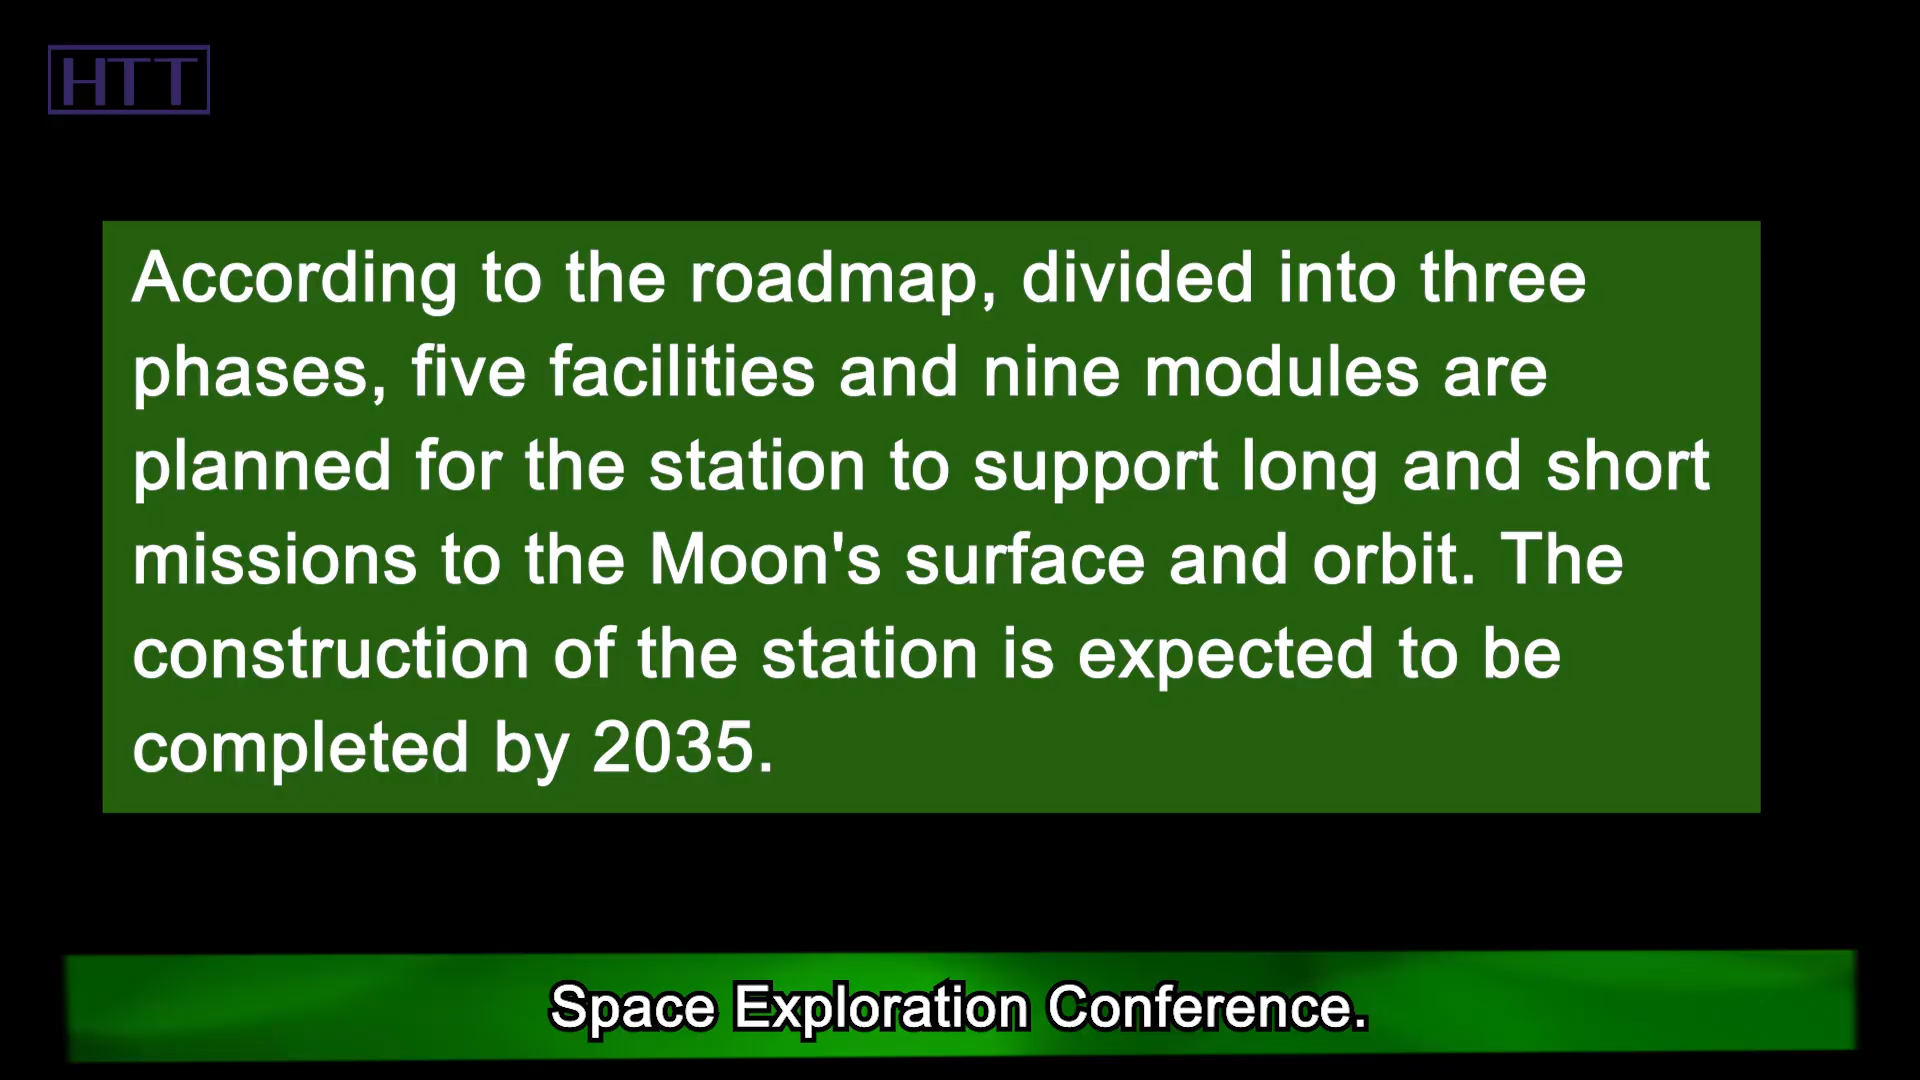 HTT
According to the roadmap, divided into three
phases, five facilities and nine modules are
planned for the station to support long and short
missions to the Moon's surface and orbit. The
construction of the station is expected to be
completed by 2035.
Space Exploration Conference.